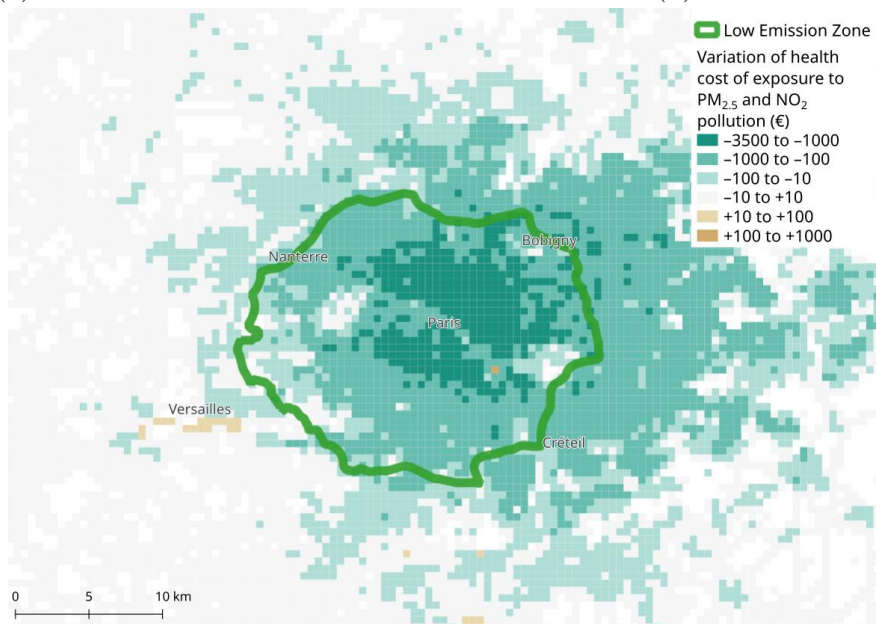 Low Emission Zone
Variation of health
cost of exposure to
PM₂.₅ and NO₂
pollution (€)
−3500 to −1000
−1000 to −100
−100 to −10
−10 to +10
+10 to +100
+100 to +1000
Bobigny
Nanterre
Paris
Versailles
Créteil
0 5 10 km